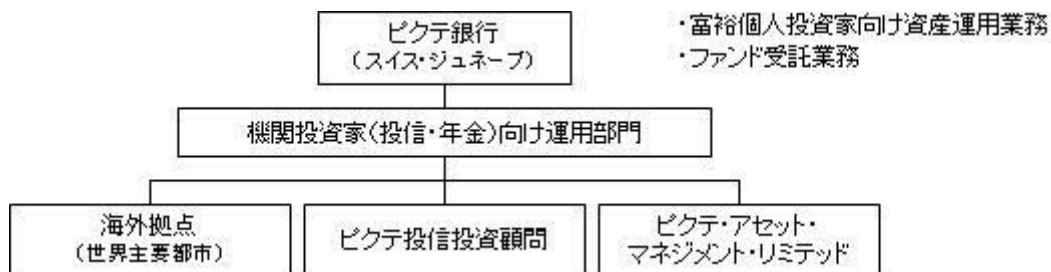 ピクテ銀行
(スイス・ジュネーブ)
・富裕個人投資家向け資産運用業務
・ファンド受託業務
機関投資家(投信・年金)向け運用部門
海外拠点
(世界主要都市)
ピクテ投信投資顧問
ピクテ・アセット・
マネジメント・リミテッド